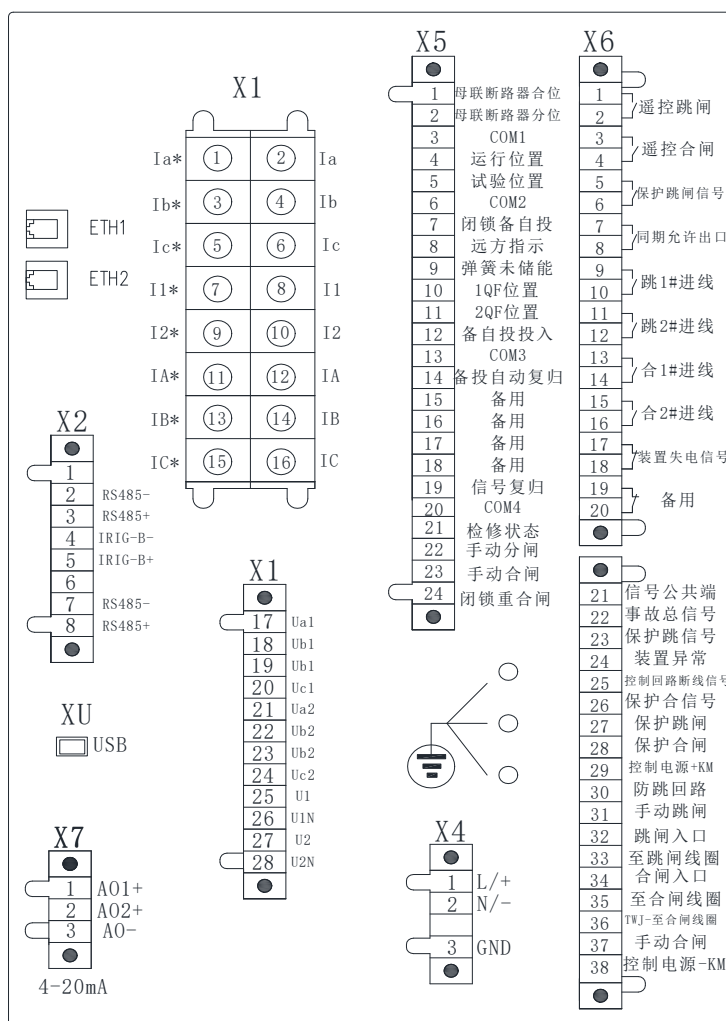 X1
Ia* 1 2 Ia
Ib* 3 4 Ib
Ic* 5 6 Ic
I1* 7 8 I1
I2* 9 10 I2
IA* 11 12 IA
IB* 13 14 IB
IC* 15 16 IC
ETH1
ETH2
X2
1
2 RS485-
3 RS485+
4 IRIG-B-
5 IRIG-B+
6
7 RS485-
8 RS485+
XU
USB
X7
1 AO1+
2 AO2+
3 AO-
4-20mA
X1
17 Ua1
18 Ub1
19 Ub1
20 Uc1
21 Ua2
22 Ub2
23 Ub2
24 Uc2
25 U1
26 U1N
27 U2
28 U2N
X5
1 母联断路器合位
2 母联断路器分位
3 COM1
4 运行位置
5 试验位置
6 COM2
7 闭锁备自投
8 远方指示
9 弹簧未储能
10 1QF位置
11 2QF位置
12 备自投投入
13 COM3
14 备投自动复归
15 备用
16 备用
17 备用
18 备用
19 信号复归
20 COM4
21 检修状态
22 手动分闸
23 手动合闸
24 闭锁重合闸
X4
1 L/+
2 N/-
3 GND
X6
1
2
遥控跳闸
3
4
遥控合闸
5
6
保护跳闸信号
7
8
同期允许出口
9
10
跳1#进线
11
12
跳2#进线
13
14
合1#进线
15
16
合2#进线
17
18
装置失电信号
19
20
备用
21 信号公共端
22 事故总信号
23 保护跳信号
24 装置异常
25 控制回路断线信号
26 保护合信号
27 保护跳闸
28 保护合闸
29 控制电源+KM
30 防跳回路
31 手动跳闸
32 跳闸入口
33 至跳闸线圈
34 合闸入口
35 至合闸线圈
36 TWJ-至合闸线圈
37 手动合闸
38 控制电源-KM